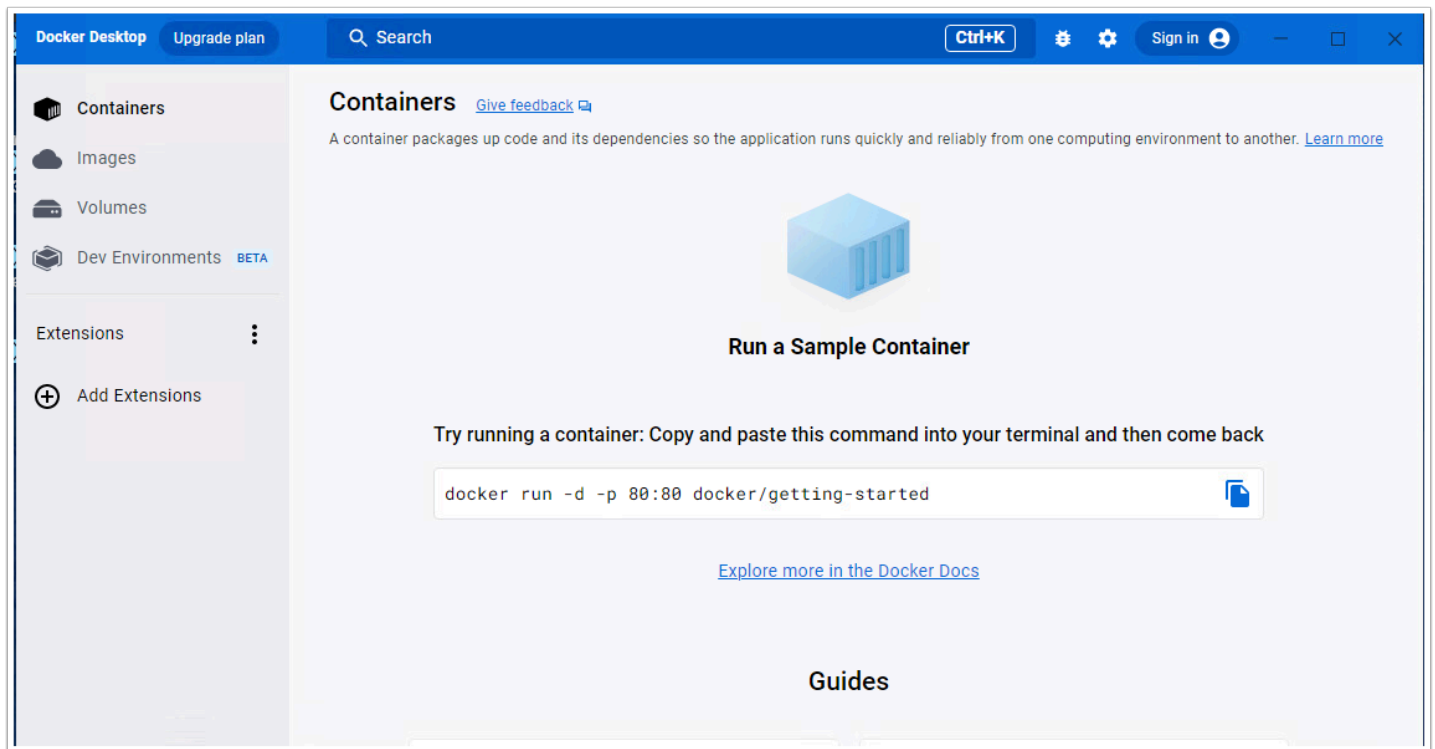 Docker Desktop Upgrade plan Search Ctrl+K Sign in
Containers
Images
Volumes
Dev Environments BETA
Extensions
Add Extensions
Containers Give feedback
A container packages up code and its dependencies so the application runs quickly and reliably from one computing environment to another. Learn more
Run a Sample Container
Try running a container: Copy and paste this command into your terminal and then come back
docker run -d -p 80:80 docker/getting-started
Explore more in the Docker Docs
Guides